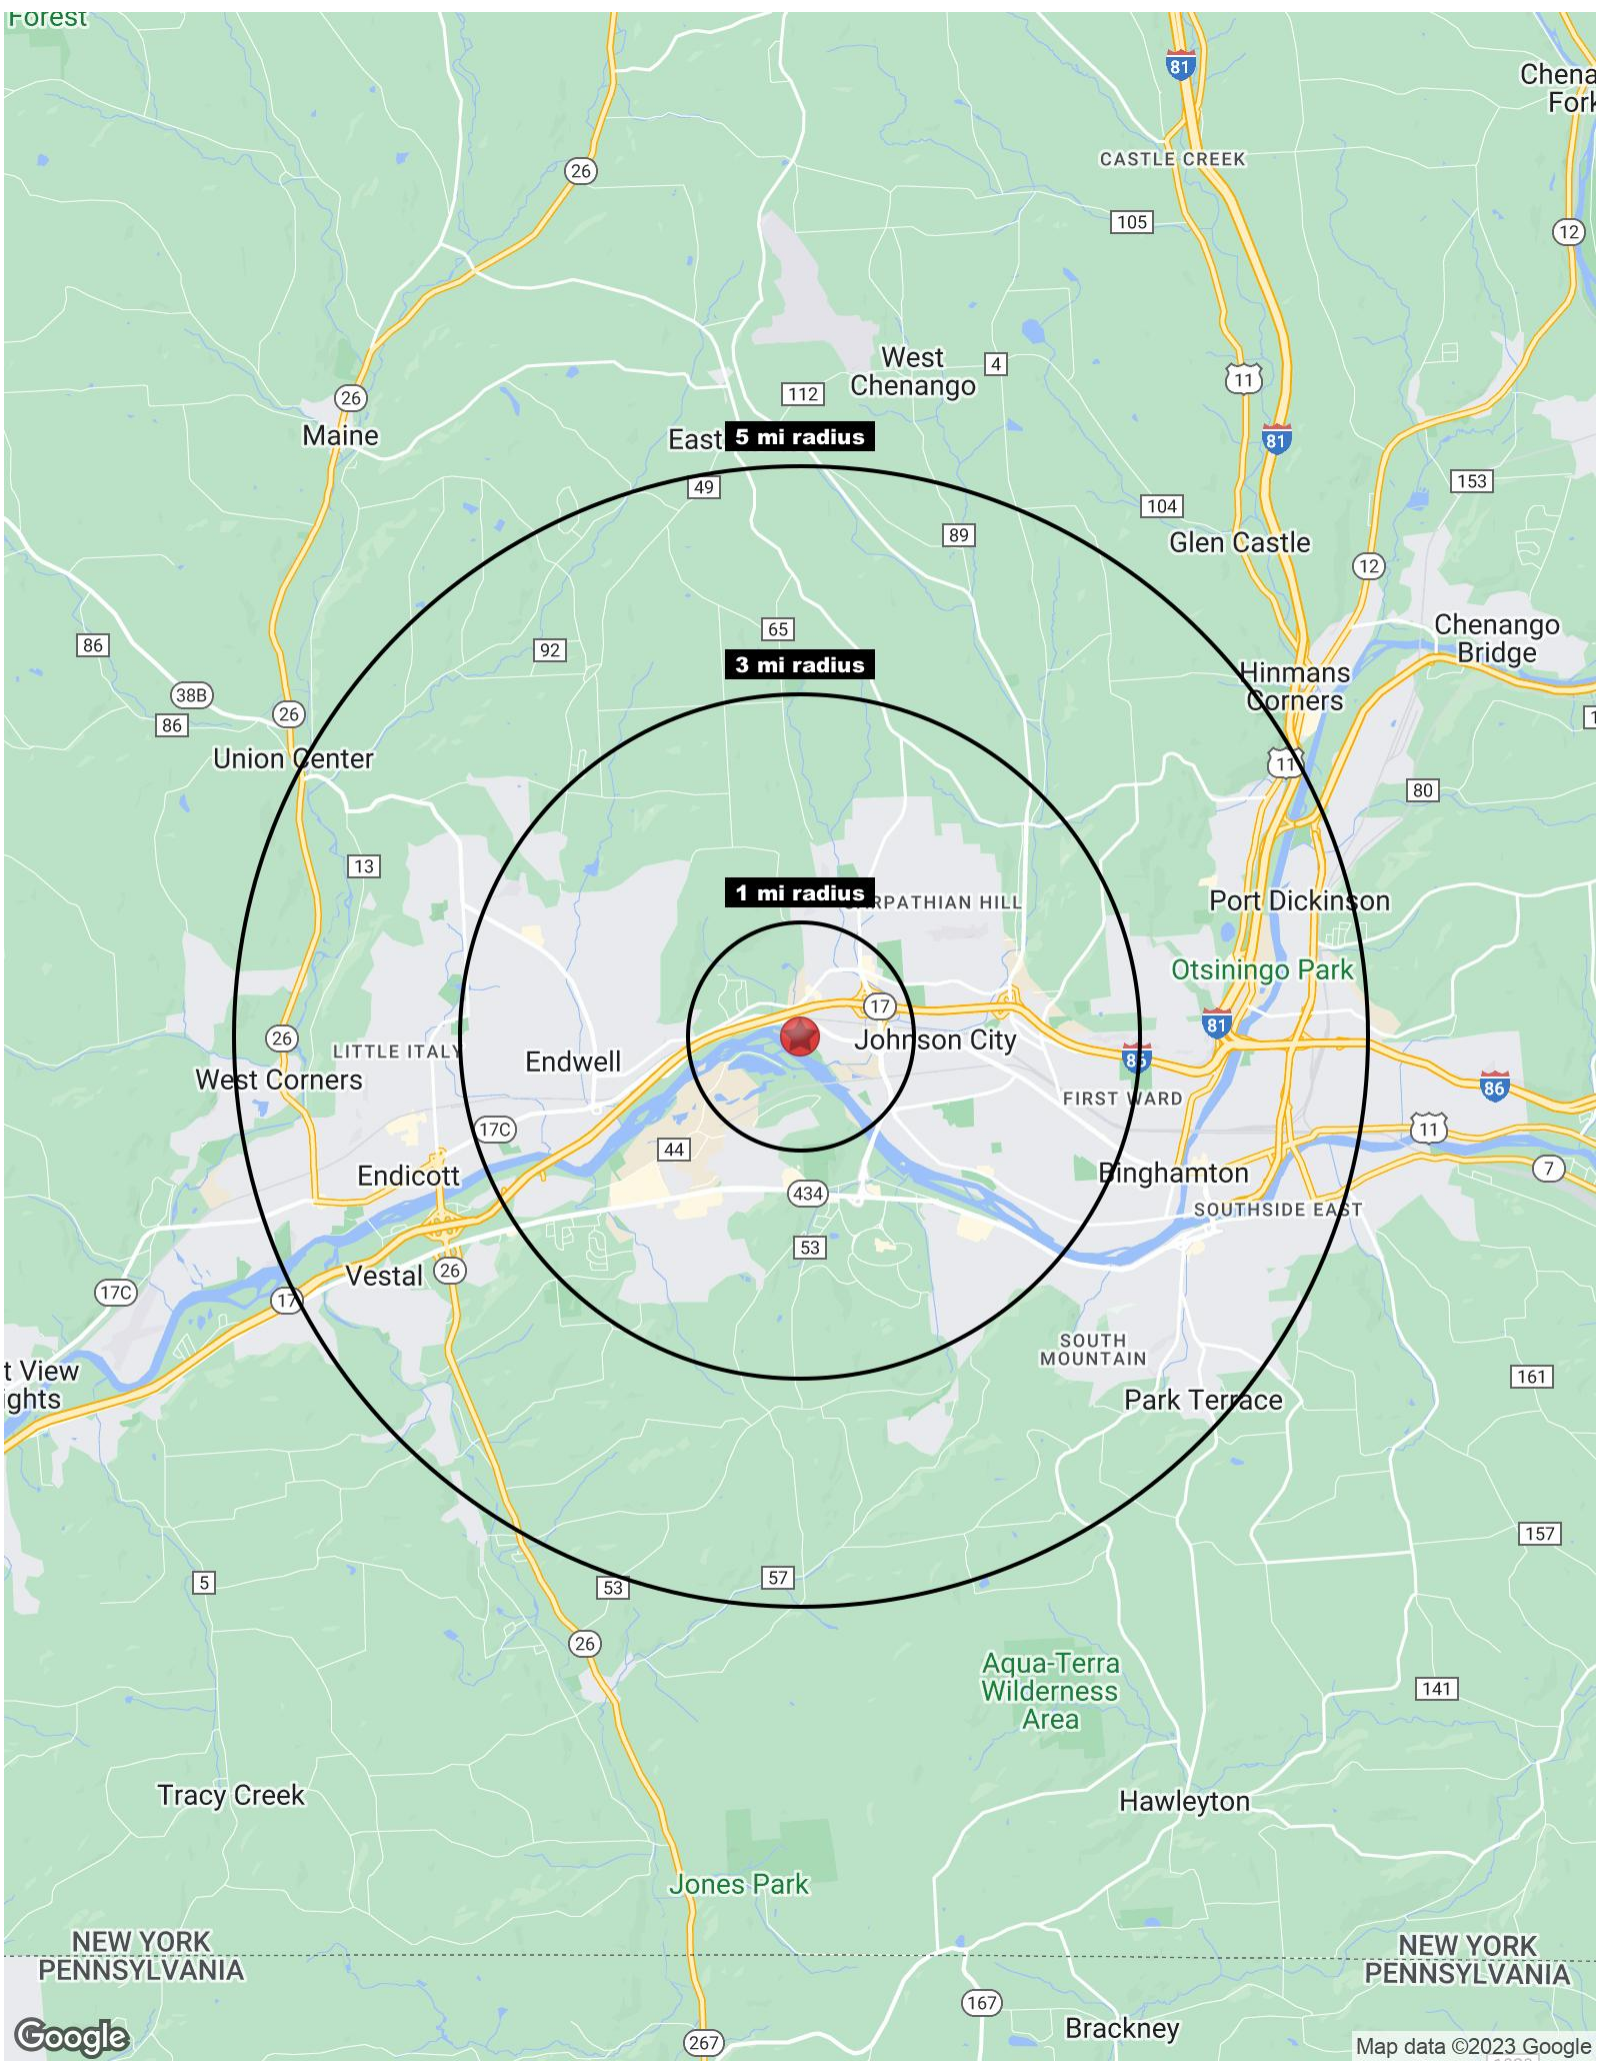 Forest
81
Chena
Fork
CASTLE CREEK
26
105
12
West
Chenango
4
11
112
26
Maine
East
5 mi radius
81
49
153
104
89
Glen Castle
12
65
Chenango
Bridge
86
92
3 mi radius
Hinmans
Corners
38B
26
86
1
Union Center
11
80
13
1 mi radius
ARPATHIAN HILL
Port Dickinson
Otsiningo Park
17
81
26
LITTLE ITALY
Johnson City
Endwell
86
West Corners
86
FIRST WARD
17C
11
44
Endicott
Binghamton
7
434
SOUTHSIDE EAST
53
Vestal
26
17C
17
SOUTH
MOUNTAIN
t View
ights
161
Park Terrace
157
5
53
57
26
Aqua-Terra
Wilderness
Area
141
Tracy Creek
Hawleyton
Jones Park
NEW YORK
PENNSYLVANIA
NEW YORK
PENNSYLVANIA
167
Brackney
Google
267
Map data ©2023 Google